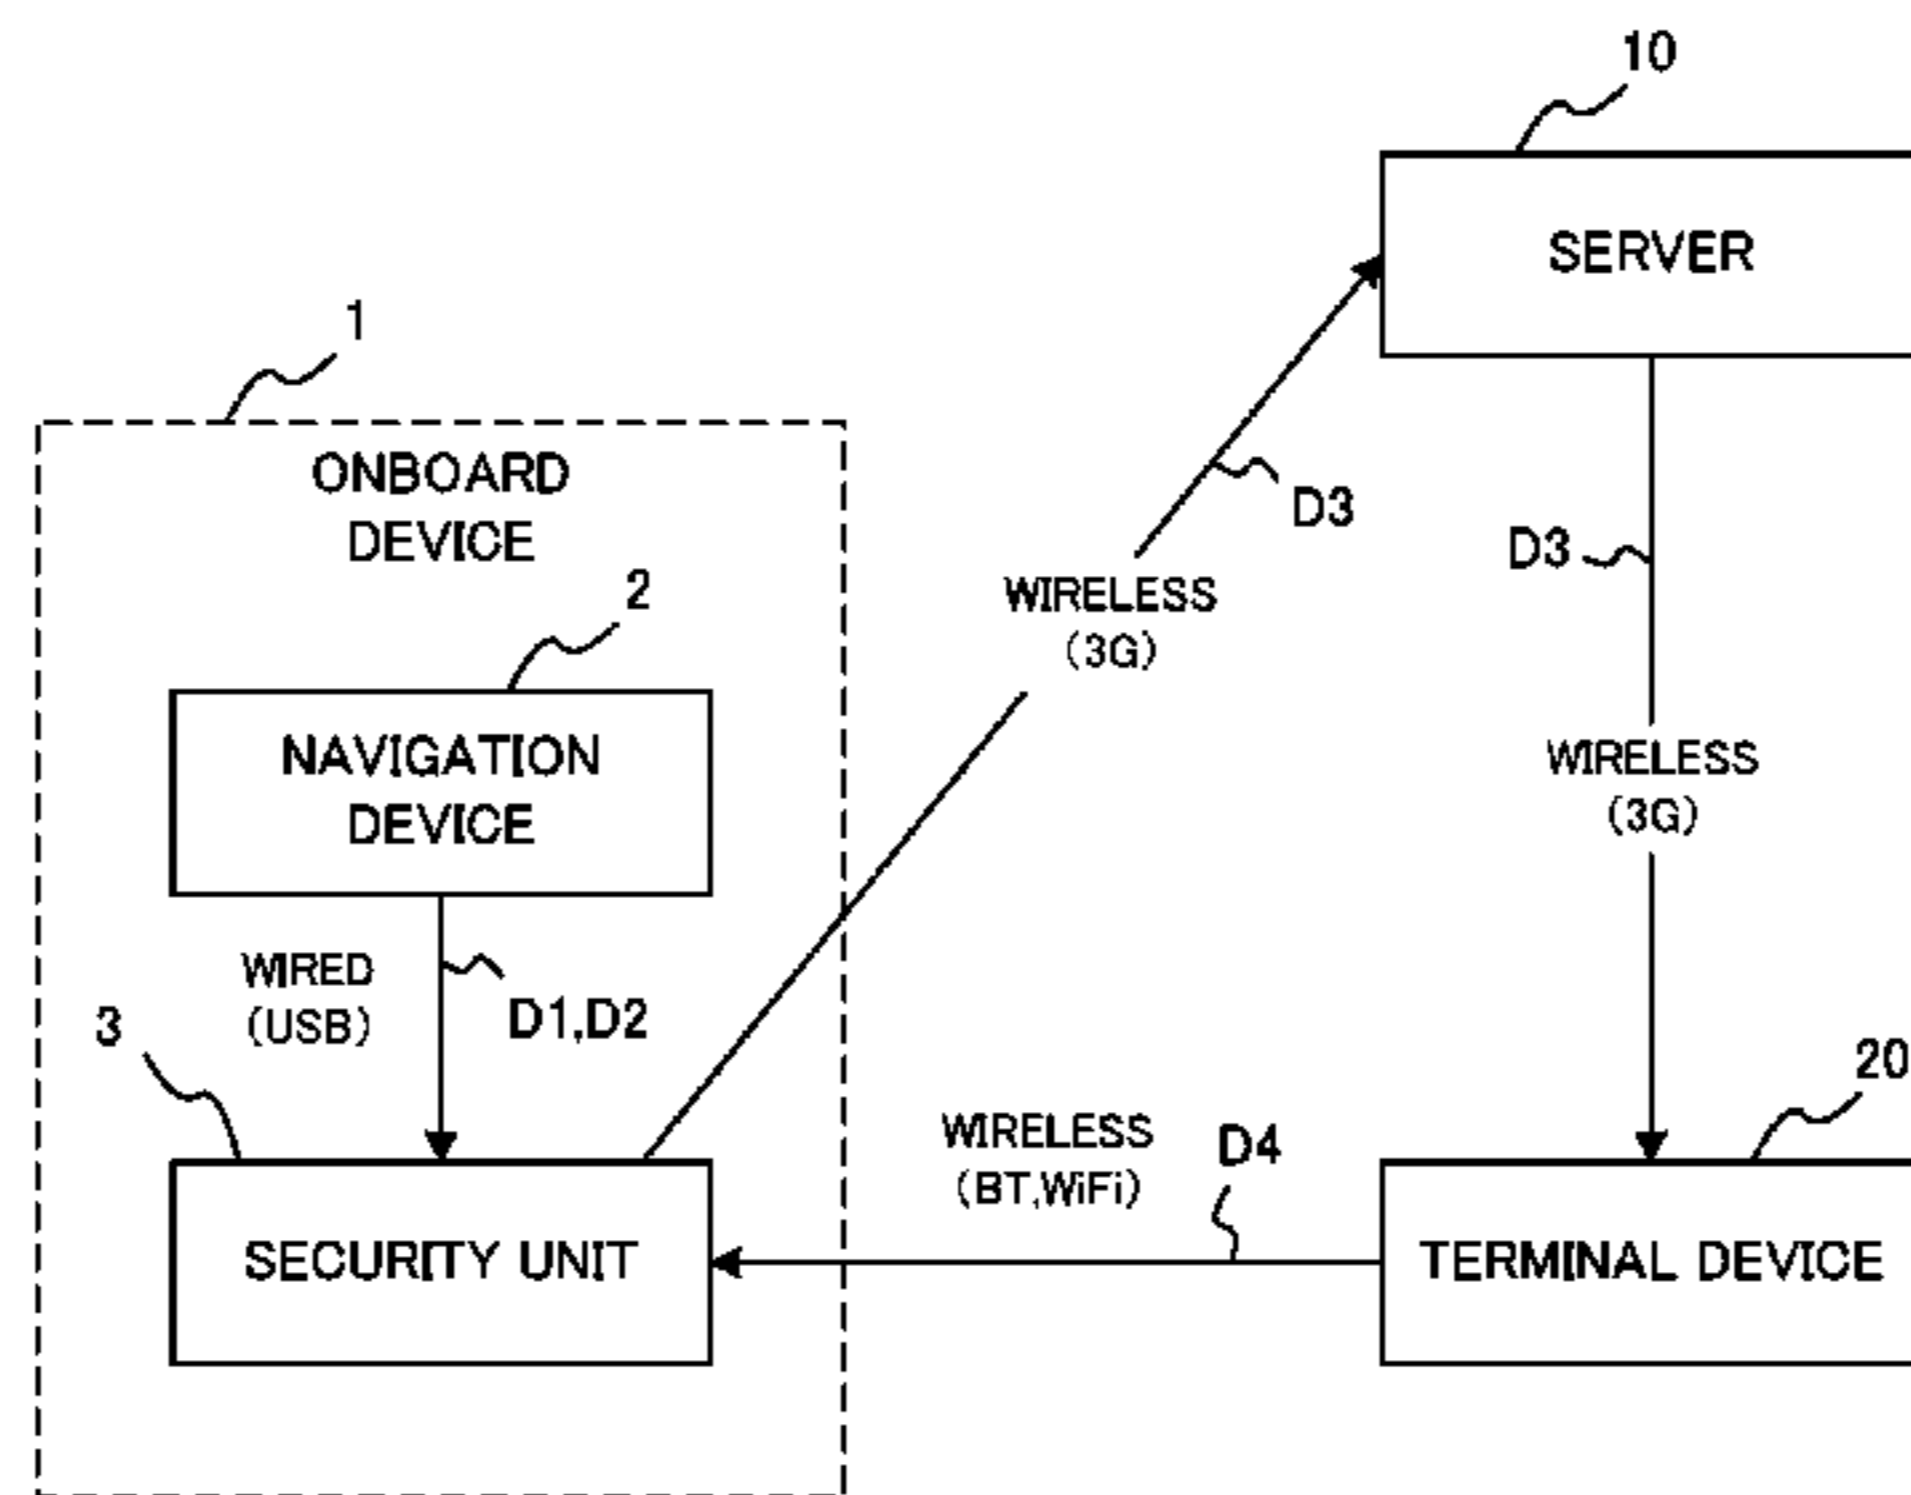 10
SERVER
1
ONBOARD
DEVICE
D3
D3
2
WIRELESS
(3G)
NAVIGATION
DEVICE
WIRELESS
(3G)
WIRED
(USB)
D1,D2
3
20
WIRELESS
(BT,WiFi)
D4
SECURITY UNIT
TERMINAL DEVICE